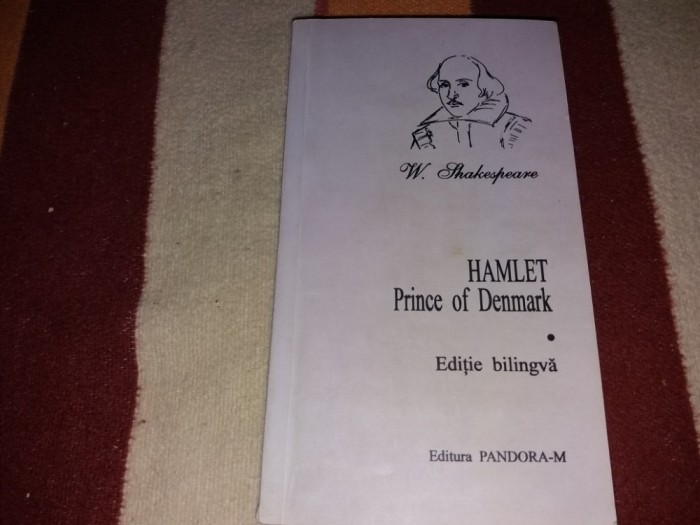 W. Shakespeare
HAMLET
Prince of Denmark
•
Ediție bilingvă
Editura PANDORA-M